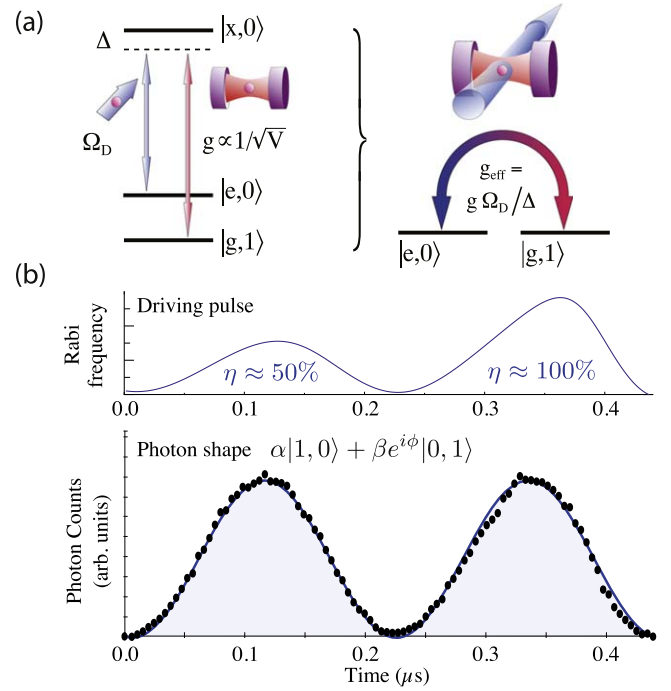 (a)
|x,0⟩
Δ
Ω_D
g ∝ 1/√V
|e,0⟩
|g,1⟩
g_eff =
g Ω_D/Δ
|e,0⟩ |g,1⟩
(b)
Driving pulse
Rabi
frequency
η ≈ 50%
η ≈ 100%
0.0 0.1 0.2 0.3 0.4
Photon shape α|1,0⟩ + βe^{iϕ}|0,1⟩
Photon Counts
(arb. units)
0.0 0.1 0.2 0.3 0.4
Time (μs)